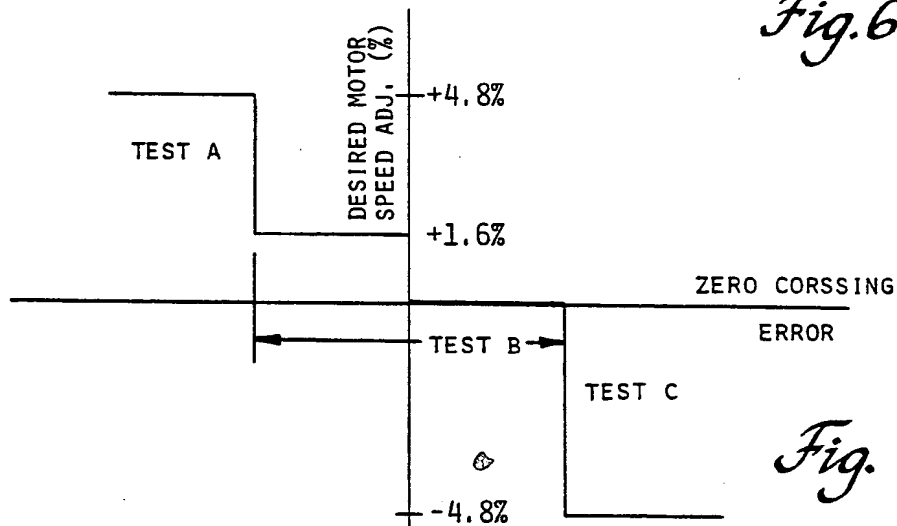 Fig.6
DESIRED MOTOR
SPEED ADJ. (%)
+4.8%
TEST A
+1.6%
ZERO CORSSING
ERROR
TEST B
TEST C
Fig.
-4.8%